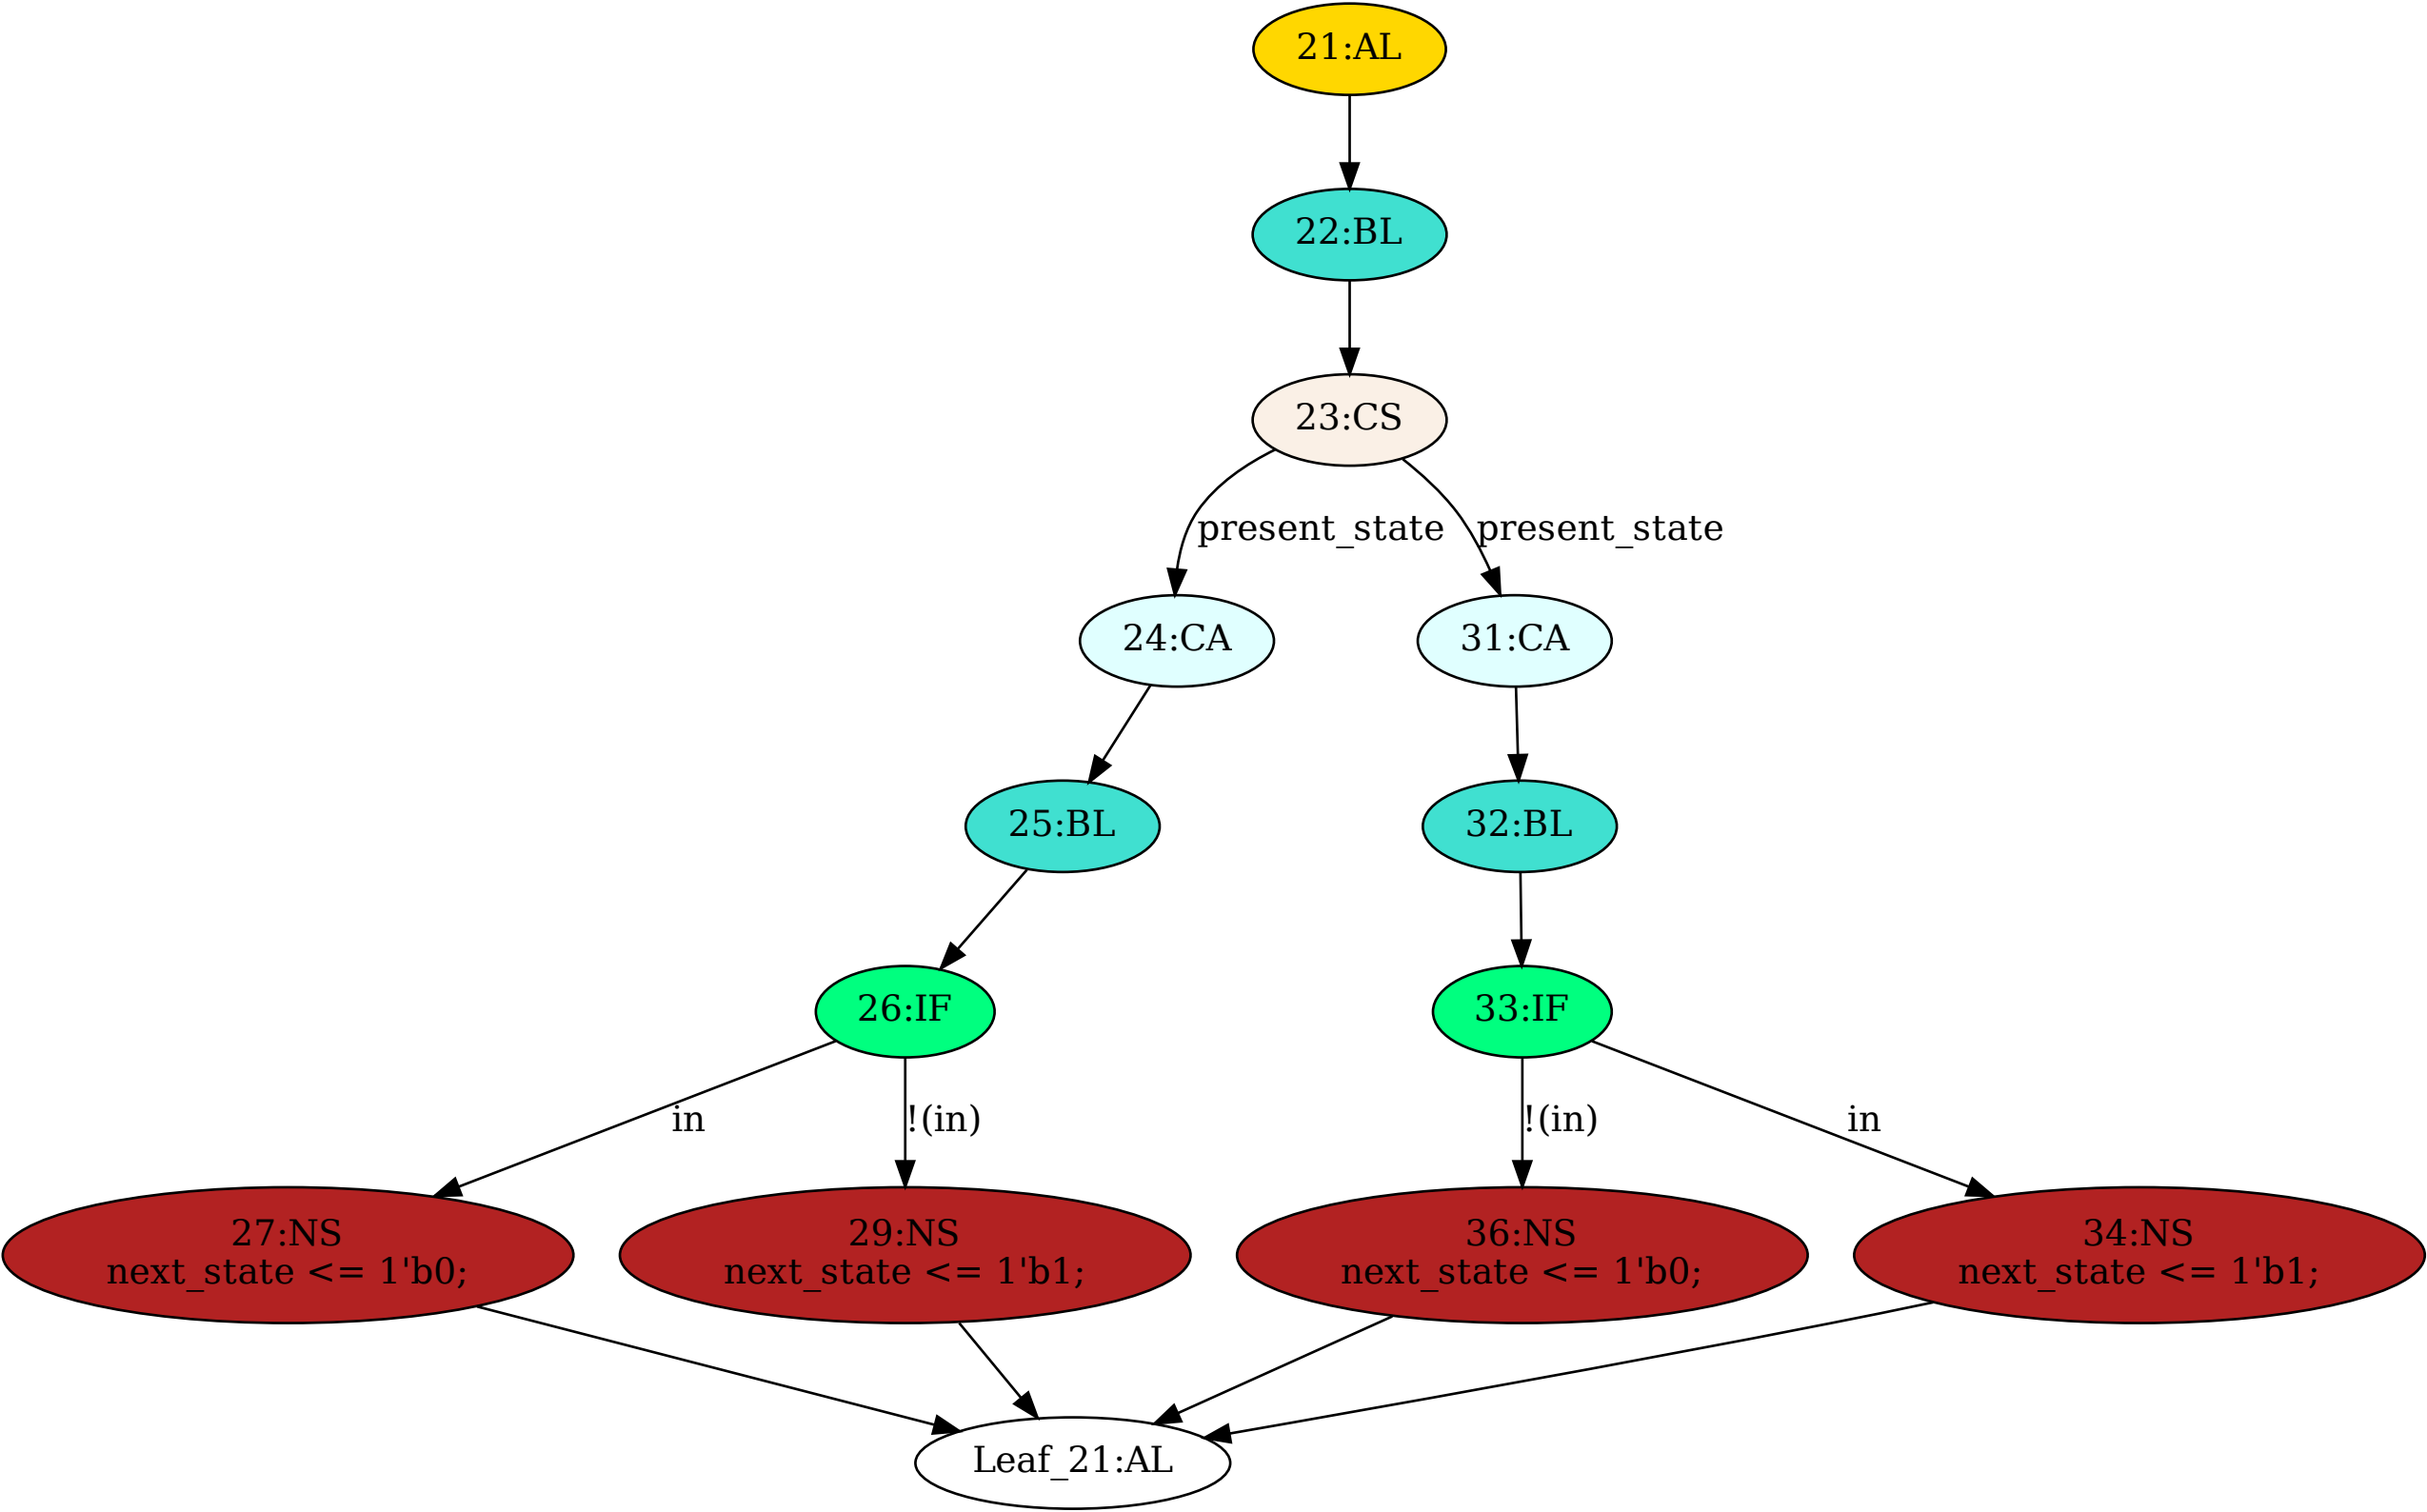 21:AL
22:BL
23:CS
present_state
present_state
24:CA
31:CA
25:BL
32:BL
26:IF
33:IF
in
!(in)
!(in)
in
27:NS
next_state <= 1'b0;
29:NS
next_state <= 1'b1;
36:NS
next_state <= 1'b0;
34:NS
next_state <= 1'b1;
Leaf_21:AL